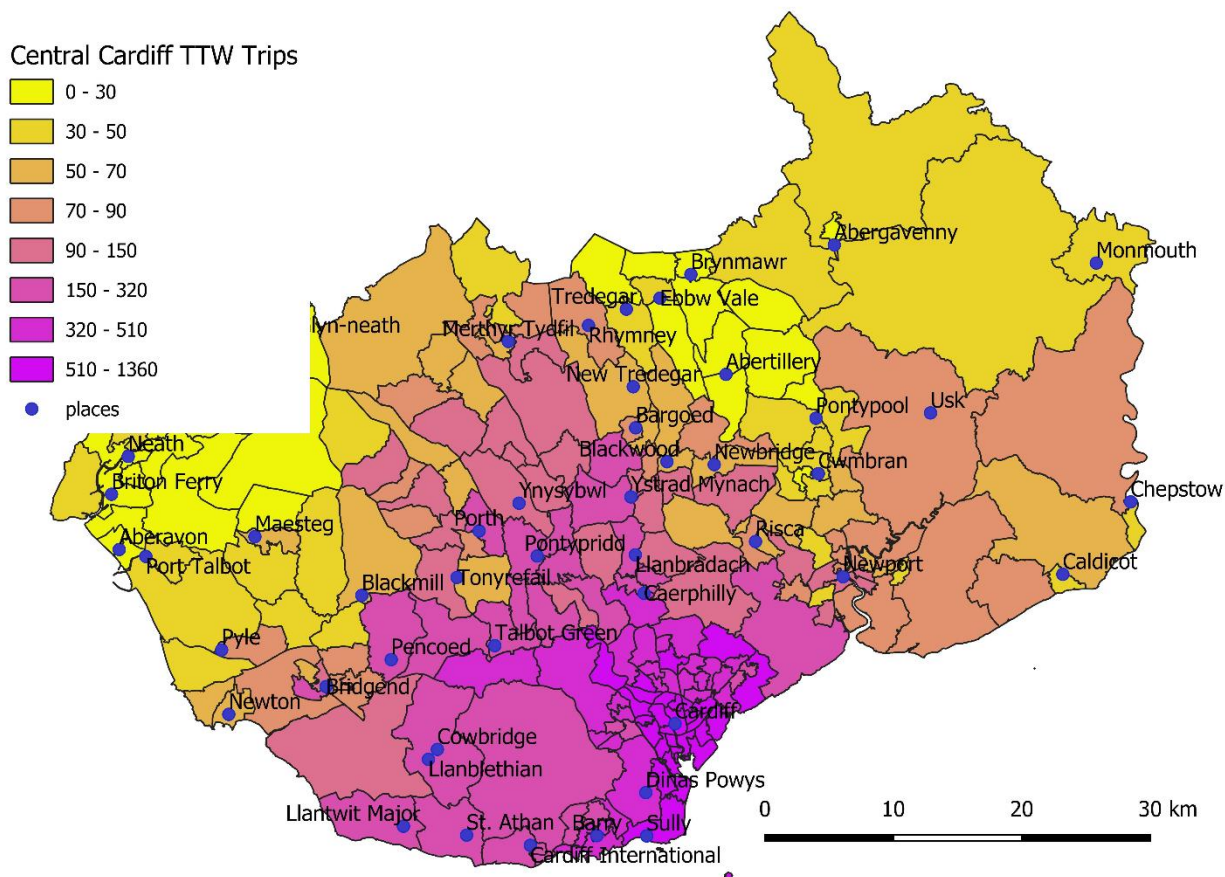 Central Cardiff TTW Trips
0 - 30
30 - 50
50 - 70
70 - 90
90 - 150
150 - 320
320 - 510
510 - 1360
places
Abergavenny
Monmouth
Brynmawr
Tredegar
Ebbw Vale
lyn-neath
Merthyr Tydfil
Rhymney
New Tredegar
Abertillery
Usk
Pontypool
Bargoed
Neath
Blackwood
Newbridge
Cwmbran
Briton Ferry
Ynysybwl
Ystrad Mynach
Chepstow
Maesteg
Porth
Risca
Aberavon
Port Talbot
Pontypridd
Llanbradach
Newport
Caldicot
Blackmill
Tonyrefail
Caerphilly
Pyle
Pencoed
Talbot Green
Bridgend
Newton
Cardiff
Cowbridge
Llanblethian
Dinas Powys
Llantwit Major
St. Athan
Barry
Sully
Cardiff International
0
10
20
30 km